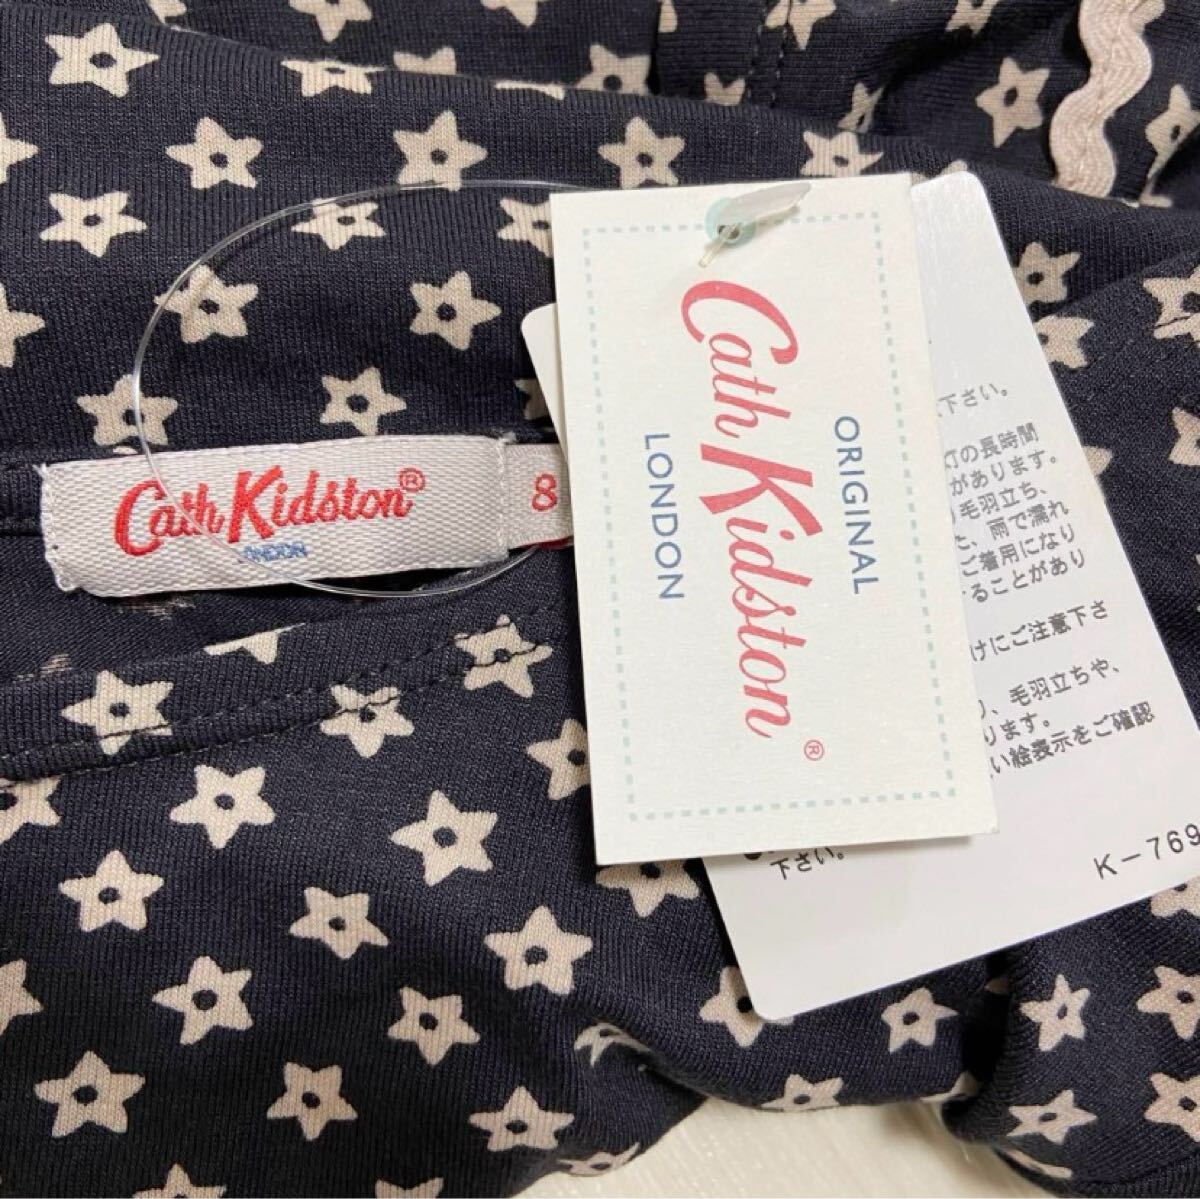 Cath Kidston®
LONDON
8
ORIGINAL
Cath Kidston®
LONDON
下さい。
灯の長時間
があります。
毛羽立ち、
雨で濡れ
ご着用になり
ることがあり
けにご注意下さ
、毛羽立ちや、
ります。
い絵表示をご確認
下さい。
K-769